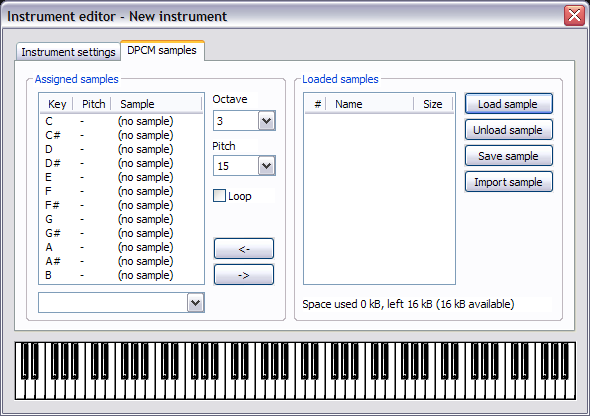 Instrument editor - New instrument
Instrument settings DPCM samples
Assigned samples
Key Pitch Sample
C - (no sample)
C# - (no sample)
D - (no sample)
D# - (no sample)
E - (no sample)
F - (no sample)
F# - (no sample)
G - (no sample)
G# - (no sample)
A - (no sample)
A# - (no sample)
B - (no sample)
Octave
3
Pitch
15
Loop
<-
->
Loaded samples
# Name Size
Load sample
Unload sample
Save sample
Import sample
Space used 0 kB, left 16 kB (16 kB available)